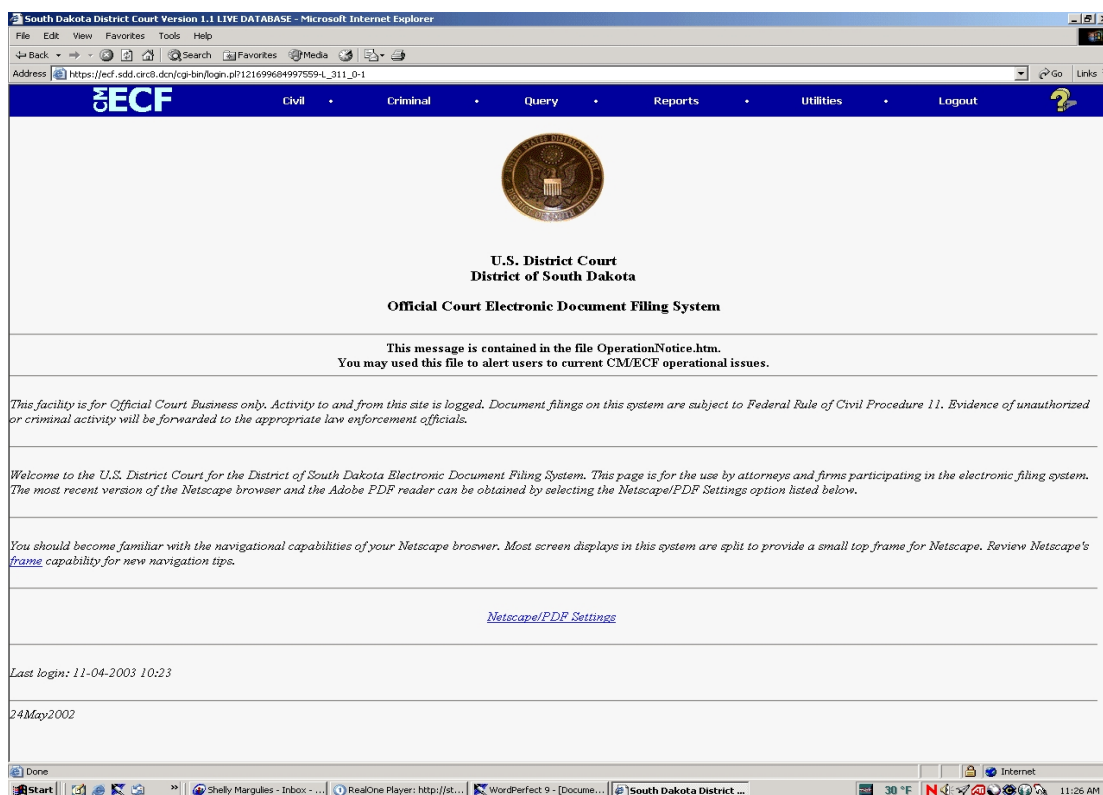 South Dakota District Court Version 1.1 LIVE DATABASE - Microsoft Internet Explorer
File Edit View Favorites Tools Help
Back Search Favorites Media
Address https://ecf.sdd.circ8.dcn/cgi-bin/login.pl?121699684997559-L_311_0-1 Go Links
CM ECF Civil • Criminal • Query • Reports • Utilities • Logout ?
UNITED STATES DISTRICT COURT
DISTRICT OF SOUTH DAKOTA
U.S. District Court
District of South Dakota
Official Court Electronic Document Filing System
This message is contained in the file OperationNotice.htm.
You may used this file to alert users to current CM/ECF operational issues.
This facility is for Official Court Business only. Activity to and from this site is logged. Document filings on this system are subject to Federal Rule of Civil Procedure 11. Evidence of unauthorized
or criminal activity will be forwarded to the appropriate law enforcement officials.
Welcome to the U.S. District Court for the District of South Dakota Electronic Document Filing System. This page is for the use by attorneys and firms participating in the electronic filing system.
The most recent version of the Netscape browser and the Adobe PDF reader can be obtained by selecting the Netscape/PDF Settings option listed below.
You should become familiar with the navigational capabilities of your Netscape broswer. Most screen displays in this system are split to provide a small top frame for Netscape. Review Netscape's
frame capability for new navigation tips.
Netscape/PDF Settings
Last login: 11-04-2003 10:23
24May2002
Done Internet
Start » Shelly Margulies - Inbox - ... RealOne Player: http://st... WordPerfect 9 - [Docume... South Dakota District ... 30 °F 11:26 AM